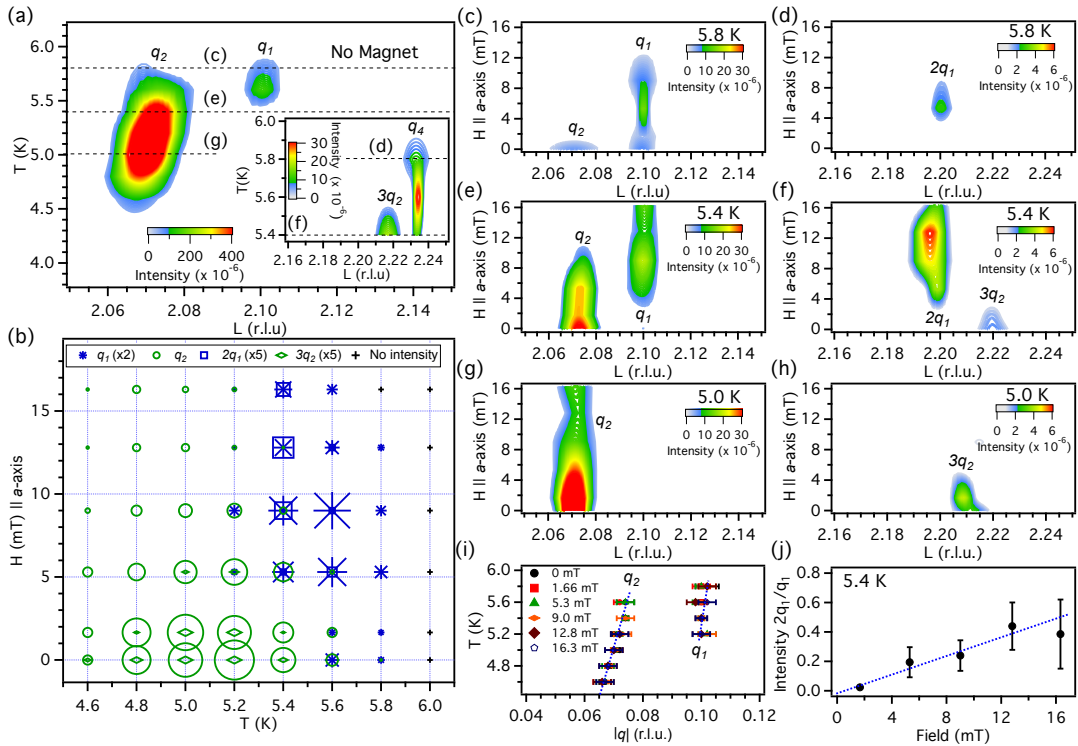 (a)
6.0
5.5
5.0
4.5
4.0
T (K)
q2
q1
No Magnet
(c)
(e)
(g)
0 200 400
Intensity (x 10-6)
2.06 2.08 2.10 2.12 2.14
L (r.l.u)
6.0
5.8
5.6
5.4
T(K)
30
20
10
0
Intensity (x 10-6)
(d)
(f)
q4
3q2
2.16 2.18 2.20 2.22 2.24
L (r.l.u)
(b)
q1 (x2) q2 2q1 (x5) 3q2 (x5) No intensity
15
10
5
0
H (mT) || a-axis
4.6 4.8 5.0 5.2 5.4 5.6 5.8 6.0
T (K)
(c)
16
12
8
4
0
H || a-axis (mT)
q1
q2
5.8 K
0 10 20 30
Intensity (x 10-6)
2.06 2.08 2.10 2.12 2.14
L (r.l.u.)
(d)
16
12
8
4
0
H || a-axis (mT)
2q1
5.8 K
0 2 4 6
Intensity (x 10-6)
2.16 2.18 2.20 2.22 2.24
L (r.l.u.)
(e)
16
12
8
4
0
H || a-axis (mT)
q2
q1
5.4 K
0 10 20 30
Intensity (x 10-6)
2.06 2.08 2.10 2.12 2.14
L (r.l.u.)
(f)
16
12
8
4
0
H || a-axis (mT)
2q1
3q2
5.4 K
0 2 4 6
Intensity (x 10-6)
2.16 2.18 2.20 2.22 2.24
L (r.l.u.)
(g)
16
12
8
4
0
H || a-axis (mT)
q2
5.0 K
0 10 20 30
Intensity (x 10-6)
2.06 2.08 2.10 2.12 2.14
L (r.l.u.)
(h)
16
12
8
4
0
H || a-axis (mT)
3q2
5.0 K
0 2 4 6
Intensity (x 10-6)
2.16 2.18 2.20 2.22 2.24
L (r.l.u.)
(i)
6.0
5.6
5.2
4.8
T (K)
0 mT
1.66 mT
5.3 mT
9.0 mT
12.8 mT
16.3 mT
q2
q1
0.04 0.06 0.08 0.10 0.12
|q| (r.l.u.)
(j)
0.8
0.6
0.4
0.2
0.0
Intensity 2q1/q1
5.4 K
0 4 8 12 16
Field (mT)